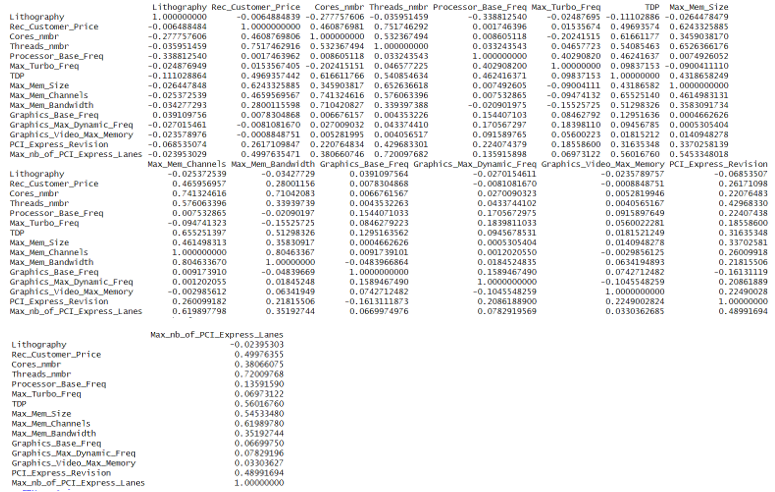 Lithography Rec_Customer_Price Cores_nmbr Threads_nmbr Processor_Base_Freq Max_Turbo_Freq TDP Max_Mem_Size
Lithography 1.000000000 -0.0064884839 -0.277757606 -0.035951459 -0.338812540 -0.02487695 -0.11102886 -0.0264478479
Rec_Customer_Price -0.006488484 1.0000000000 0.460876981 0.751746292 0.001746396 0.01535674 0.49693574 0.6243325885
Cores_nmbr -0.277757606 0.4608769806 1.000000000 0.532367494 0.008605118 -0.20241515 0.61661177 0.3459038170
Threads_nmbr -0.035951459 0.7517462916 0.532367494 1.000000000 0.033243543 0.04657723 0.54085463 0.6526366176
Processor_Base_Freq -0.338812540 0.0017463962 0.008605118 0.033243543 1.000000000 0.40290820 0.46241637 0.0074926052
Max_Turbo_Freq -0.024876949 0.0153567405 -0.202415151 0.046577225 0.402908200 1.00000000 0.09837153 -0.0904111110
TDP -0.111028864 0.4969357442 0.616611766 0.540854634 0.462416371 0.09837153 1.00000000 0.4318658249
Max_Mem_Size -0.026447848 0.6243325885 0.345903817 0.652636618 0.007492605 -0.09004111 0.43186582 1.0000000000
Max_Mem_Channels -0.025372539 0.4659569567 0.741324616 0.576063396 0.007532865 -0.09474132 0.65525140 0.4614983131
Max_Mem_Bandwidth -0.034277293 0.2800115598 0.710420827 0.339397388 -0.020901975 -0.15525725 0.51298326 0.3583091734
Graphics_Base_Freq 0.039109756 0.0078304868 0.006676157 0.004353226 0.154407103 0.08462792 0.12951636 0.0004662626
Graphics_Max_Dynamic_Freq -0.027015461 -0.0081081670 0.027009032 0.043374410 0.170567297 0.18398110 0.09456785 0.0005305404
Graphics_Video_Max_Memory -0.023578976 -0.0008848751 0.005281995 0.004056517 0.091589765 0.05600223 0.01815212 0.0140948278
PCI_Express_Revision -0.068535074 0.2617109847 0.220764834 0.429683301 0.224074379 0.18558600 0.31635348 0.3370258139
Max_nb_of_PCI_Express_Lanes -0.023953029 0.4997635471 0.380660746 0.720097682 0.135915898 0.06973122 0.56016760 0.5453348018
Max_Mem_Channels Max_Mem_Bandwidth Graphics_Base_Freq Graphics_Max_Dynamic_Freq Graphics_Video_Max_Memory PCI_Express_Revision
Lithography -0.025372539 -0.03427729 0.0391097564 -0.0270154611 -0.0235789757 -0.06853507
Rec_Customer_Price 0.465956957 0.28001156 0.0078304868 -0.0081081670 -0.0008848751 0.26171098
Cores_nmbr 0.741324616 0.71042083 0.0066761567 0.0270090323 0.0052819946 0.22076483
Threads_nmbr 0.576063396 0.33939739 0.0043532263 0.0433744102 0.0040565167 0.42968330
Processor_Base_Freq 0.007532865 -0.02090197 0.1544071033 0.1705672975 0.0915897649 0.22407438
Max_Turbo_Freq -0.094741323 -0.15525725 0.0846279223 0.1839811033 0.0560022281 0.18558600
TDP 0.655251397 0.51298326 0.1295163562 0.0945678531 0.0181521249 0.31635348
Max_Mem_Size 0.461498313 0.35830917 0.0004662626 0.0005305404 0.0140948278 0.33702581
Max_Mem_Channels 1.000000000 0.80463367 0.0091739101 0.0012020550 -0.0029856125 0.26009918
Max_Mem_Bandwidth 0.804633670 1.00000000 -0.0483966864 0.0184524835 0.0634194893 0.21815506
Graphics_Base_Freq 0.009173910 -0.04839669 1.0000000000 0.1589467490 0.0742712482 -0.16131119
Graphics_Max_Dynamic_Freq 0.001202055 0.01845248 0.1589467490 1.0000000000 -0.1045548259 0.20861889
Graphics_Video_Max_Memory -0.002985612 0.06341949 0.0742712482 -0.1045548259 1.0000000000 0.22490028
PCI_Express_Revision 0.260099182 0.21815506 -0.1613111873 0.2086188900 0.2249002824 1.00000000
Max_nb_of_PCI_Express_Lanes 0.619897798 0.35192744 0.0669974976 0.0782919569 0.0330362685 0.48991694
Max_nb_of_PCI_Express_Lanes
Lithography -0.02395303
Rec_Customer_Price 0.49976355
Cores_nmbr 0.38066075
Threads_nmbr 0.72009768
Processor_Base_Freq 0.13591590
Max_Turbo_Freq 0.06973122
TDP 0.56016760
Max_Mem_Size 0.54533480
Max_Mem_Channels 0.61989780
Max_Mem_Bandwidth 0.35192744
Graphics_Base_Freq 0.06699750
Graphics_Max_Dynamic_Freq 0.07829196
Graphics_Video_Max_Memory 0.03303627
PCI_Express_Revision 0.48991694
Max_nb_of_PCI_Express_Lanes 1.00000000